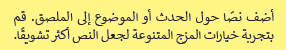 أضف نصًا حول الحدث أو الموضوع إلى الملصق. قم
بتجربة خيارات المزج المتنوعة لجعل النص أكثر تشويقًا.